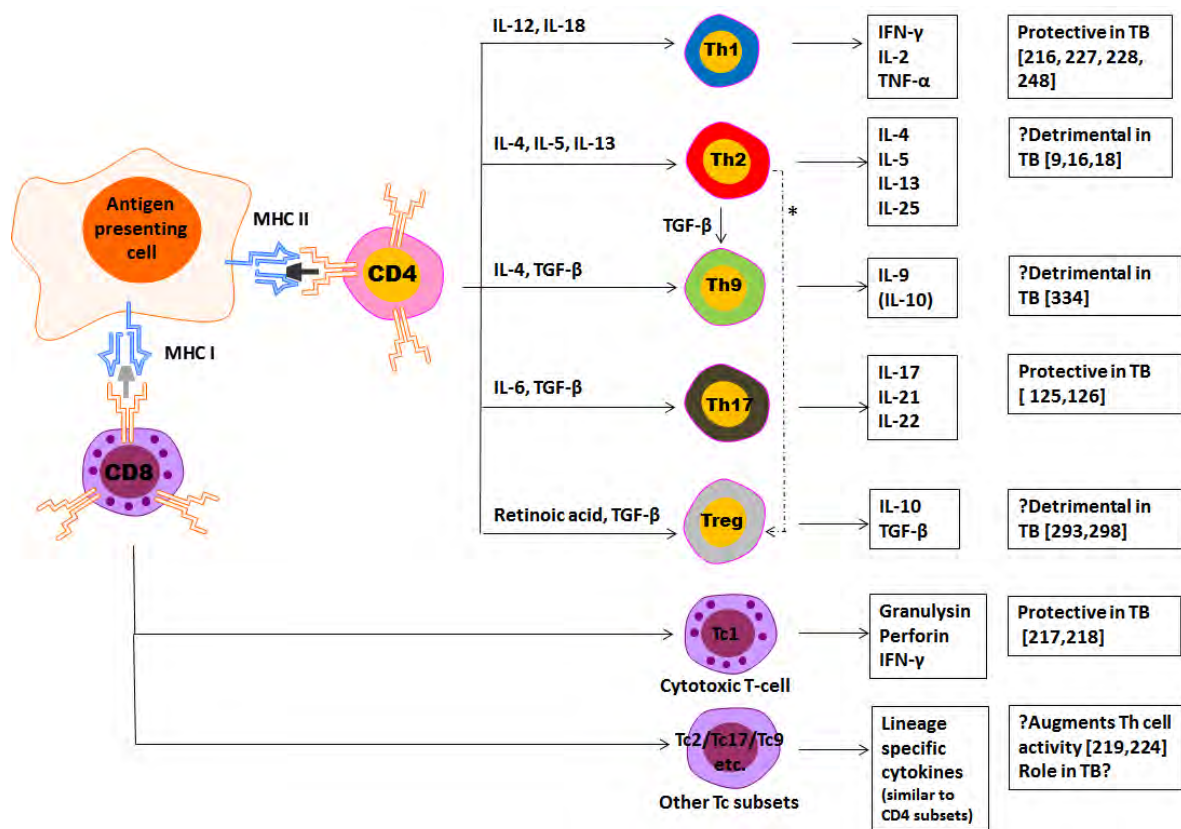 IL-12, IL-18
Th1
IFN-γ
IL-2
TNF-α
Protective in TB
[216, 227, 228,
248]
IL-4, IL-5, IL-13
Th2
IL-4
IL-5
IL-13
IL-25
?Detrimental in
TB [9,16,18]
Antigen
presenting
cell
MHC II
CD4
TGF-β
*
IL-4, TGF-β
Th9
IL-9
(IL-10)
?Detrimental in
TB [334]
MHC I
CD8
IL-6, TGF-β
Th17
IL-17
IL-21
IL-22
Protective in TB
[ 125,126]
Retinoic acid, TGF-β
Treg
IL-10
TGF-β
?Detrimental in
TB [293,298]
Tc1
Cytotoxic T-cell
Granulysin
Perforin
IFN-γ
Protective in TB
[217,218]
Tc2/Tc17/Tc9
etc.
Other Tc subsets
Lineage
specific
cytokines
(similar to
CD4 subsets)
?Augments Th cell
activity [219,224]
Role in TB?